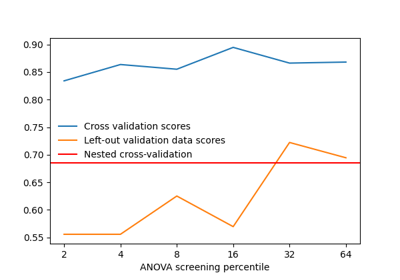 0.90
0.85
0.80
0.75
0.70
0.65
0.60
0.55
Cross validation scores
Left-out validation data scores
Nested cross-validation
2 4 8 16 32 64
ANOVA screening percentile